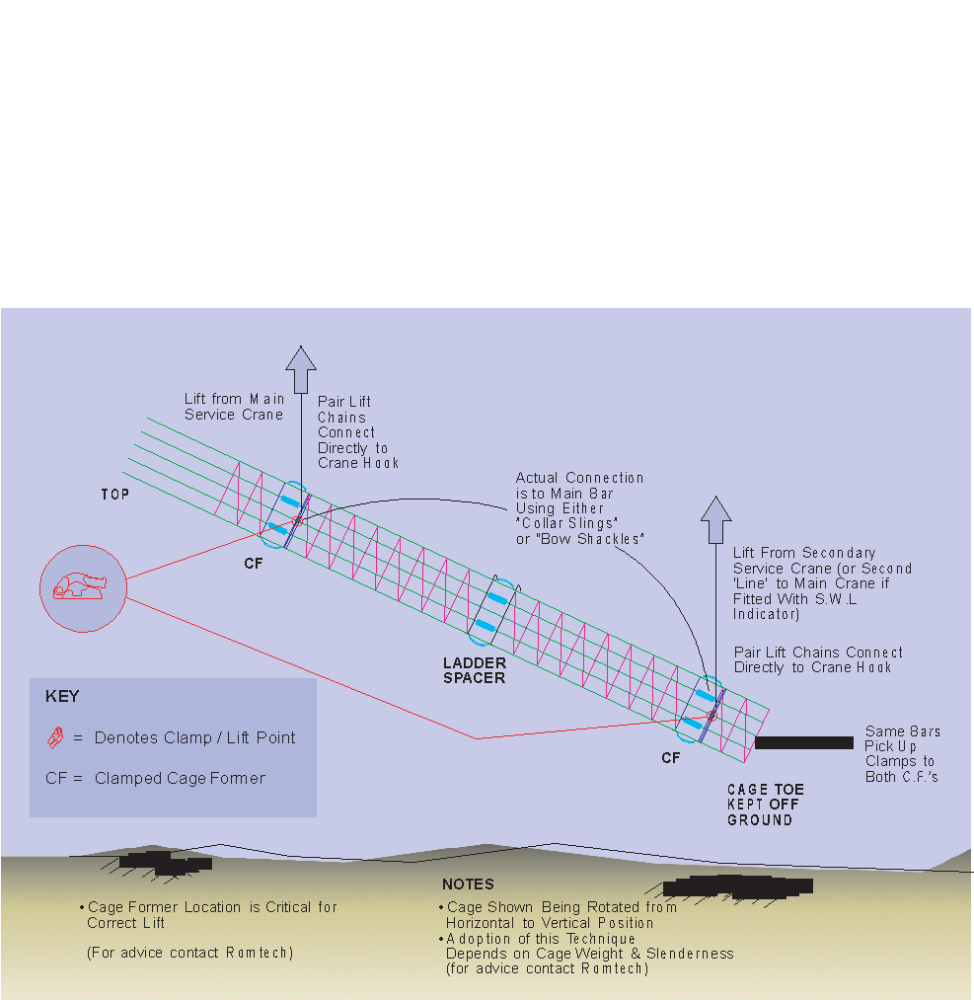 Lift from Main
Service Crane
Pair Lift
Chains
Connect
Directly to
Crane Hook
TOP
CF
Actual Connection
is to Main Bar
Using Either
"Collar Slings"
or "Bow Shackles"
Lift From Secondary
Service Crane (or Second
'Line' to Main Crane if
Fitted With S.W.L
Indicator)
Pair Lift Chains Connect
Directly to Crane Hook
LADDER
SPACER
CF
Same Bars
Pick Up
Clamps to
Both C.F.'s
CAGE TOE
KEPT OFF
GROUND
KEY
= Denotes Clamp / Lift Point
CF = Clamped Cage Former
• Cage Former Location is Critical for
Correct Lift
(For advice contact Ramtech)
NOTES
• Cage Shown Being Rotated from
Horizontal to Vertical Position
• Adoption of this Technique
Depends on Cage Weight & Slenderness
(for advice contact Ramtech)